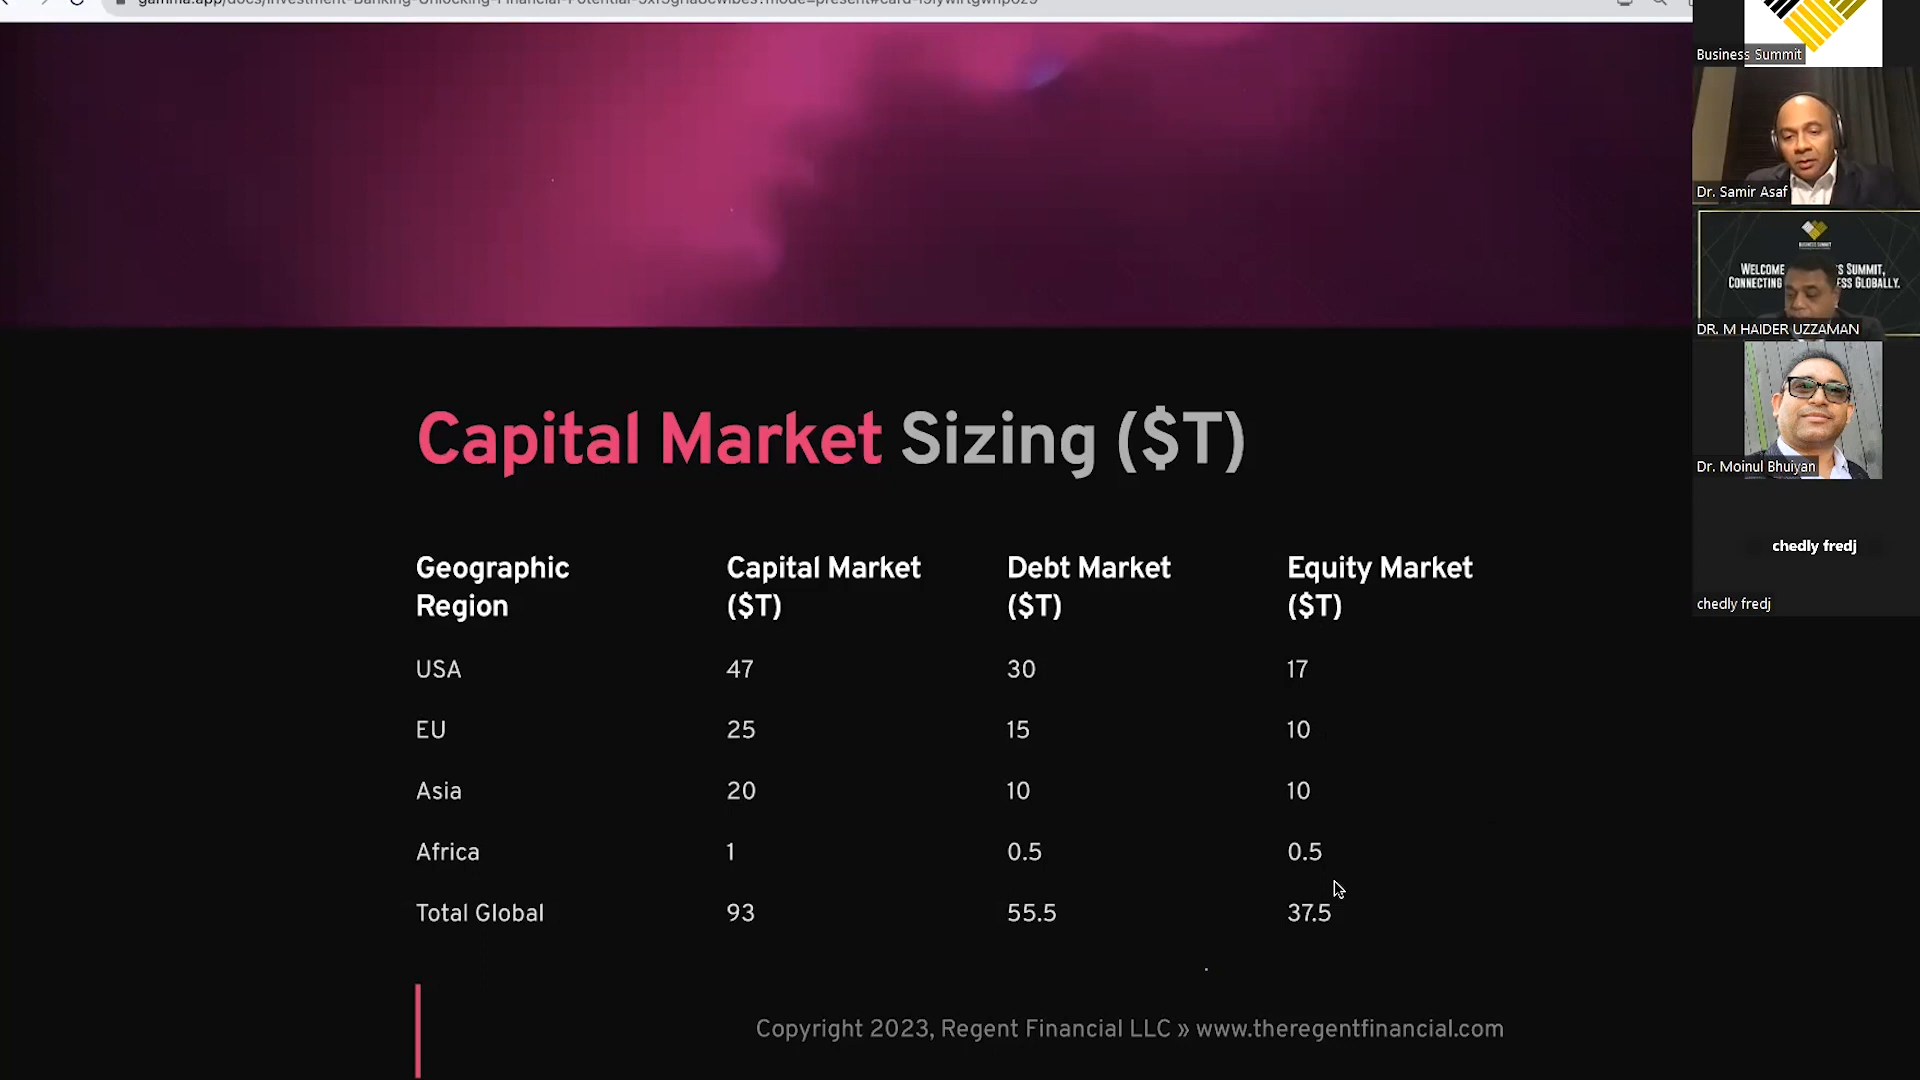 Capital Market Sizing ($T)
Geographic Region
Capital Market ($T)
Debt Market ($T)
Equity Market ($T)
USA 47 30 17
EU 25 15 10
Asia 20 10 10
Africa 1 0.5 0.5
Total Global 93 55.5 37.5
Copyright 2023, Regent Financial LLC » www.theregentfinancial.com
Business Summit
Dr. Samir Asaf
BUSINESS SUMMIT
WELCOME S SUMMIT,
CONNECTING ESS GLOBALLY.
DR. M HAIDER UZZAMAN
Dr. Moinul Bhuiyan
chedly fredj
chedly fredj